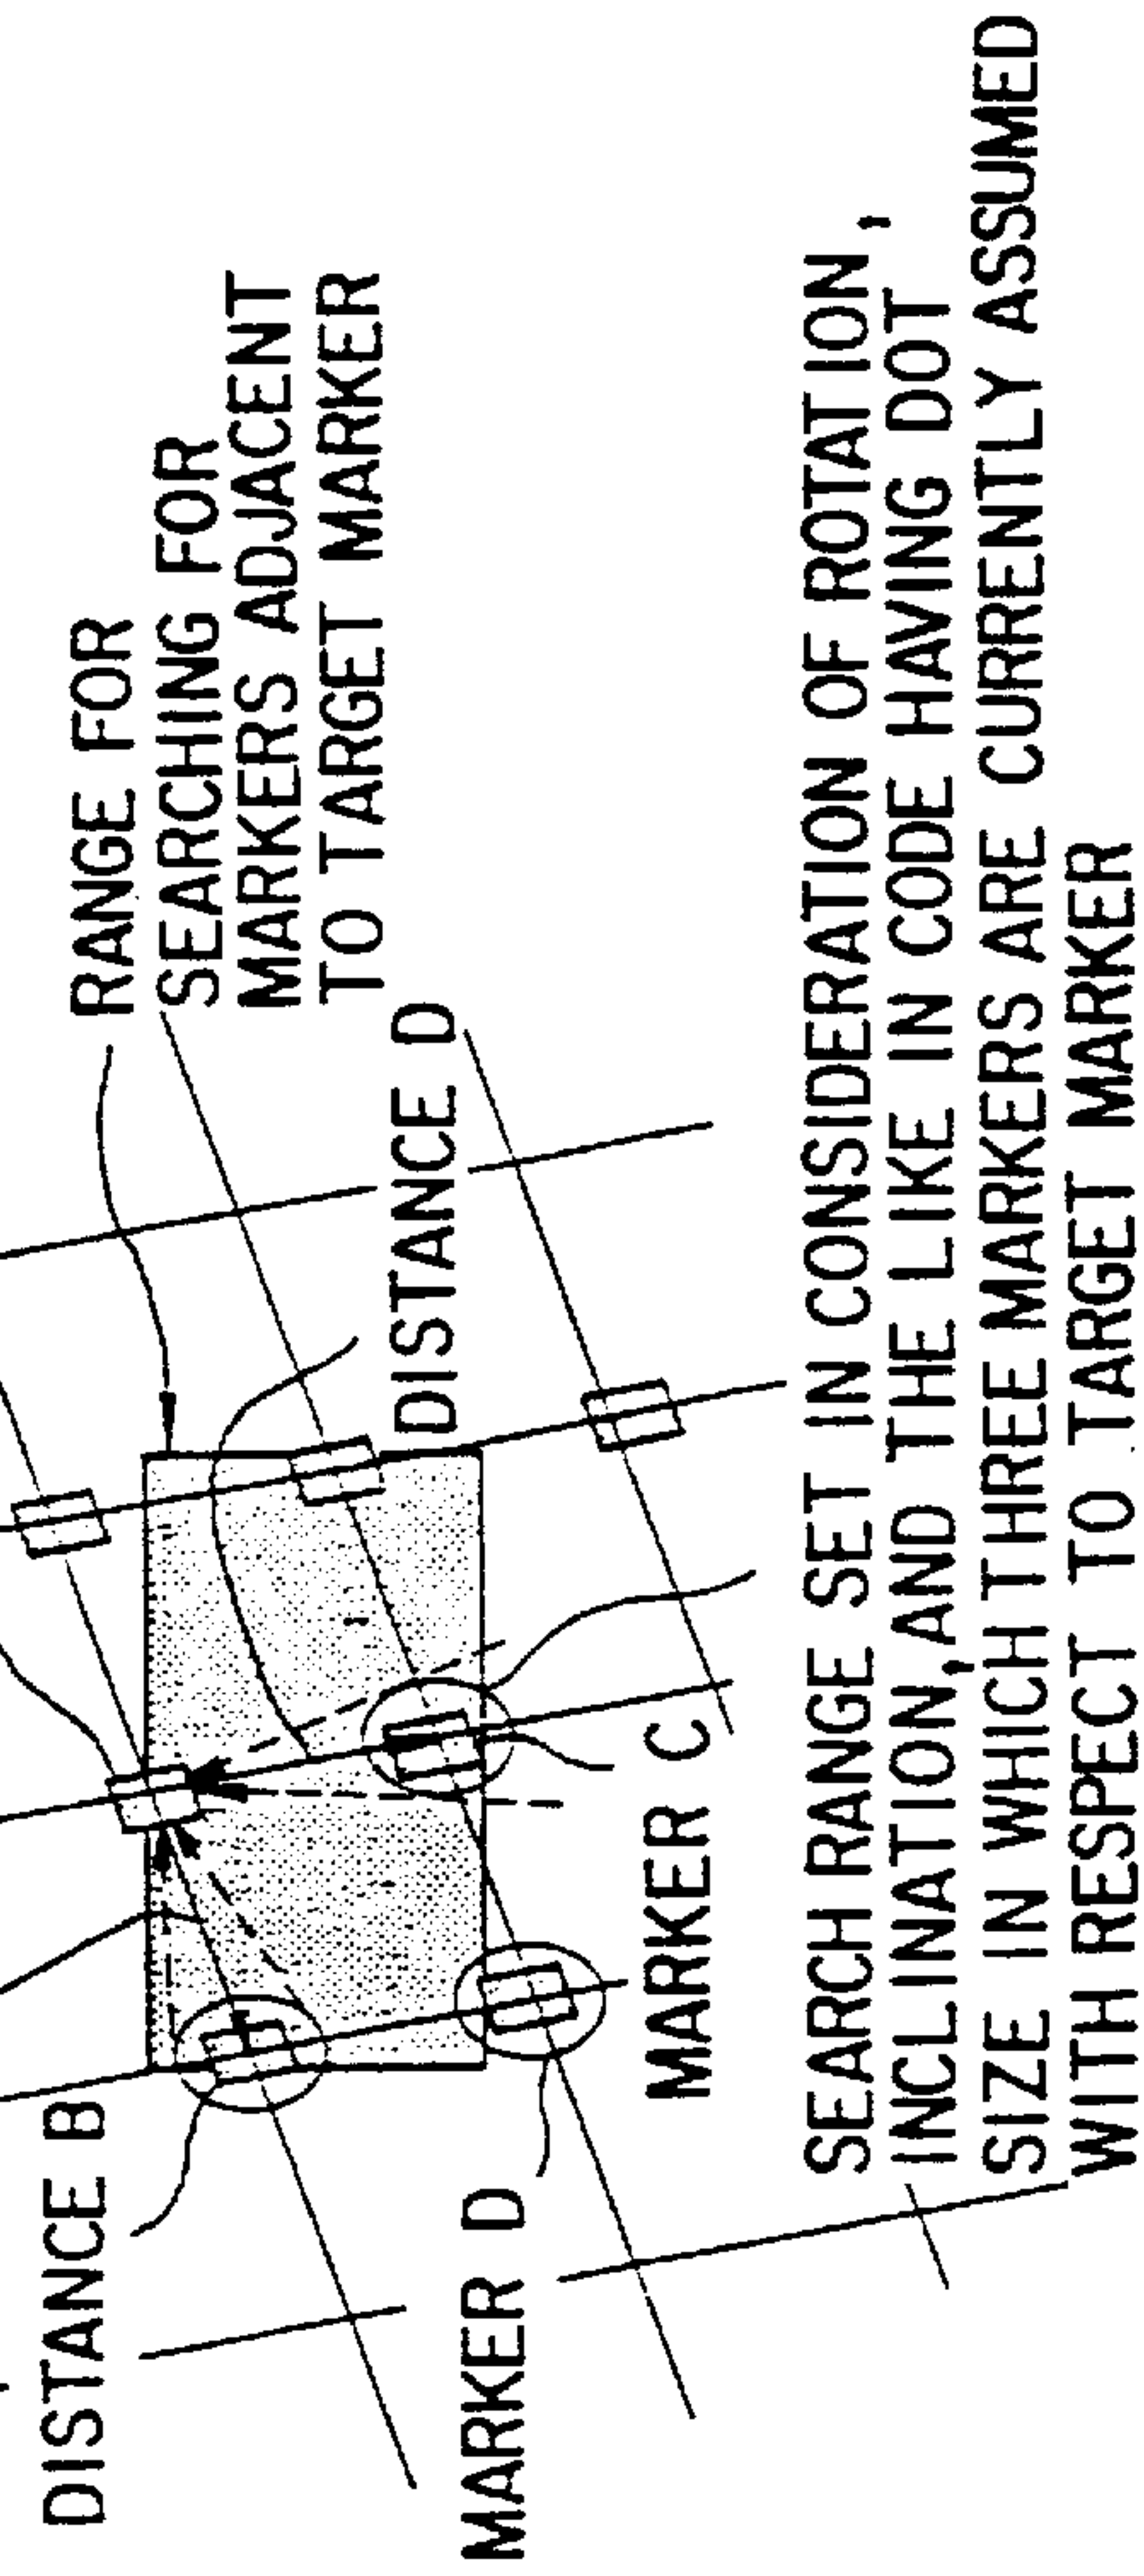 DISTANCE B
RANGE FOR
SEARCHING FOR
MARKERS ADJACENT
TO TARGET MARKER
DISTANCE D
MARKER D
MARKER C
SEARCH RANGE SET IN CONSIDERATION OF ROTATION,
INCLINATION, AND THE LIKE IN CODE HAVING DOT
SIZE IN WHICH THREE MARKERS ARE CURRENTLY ASSUMED
WITH RESPECT TO TARGET MARKER